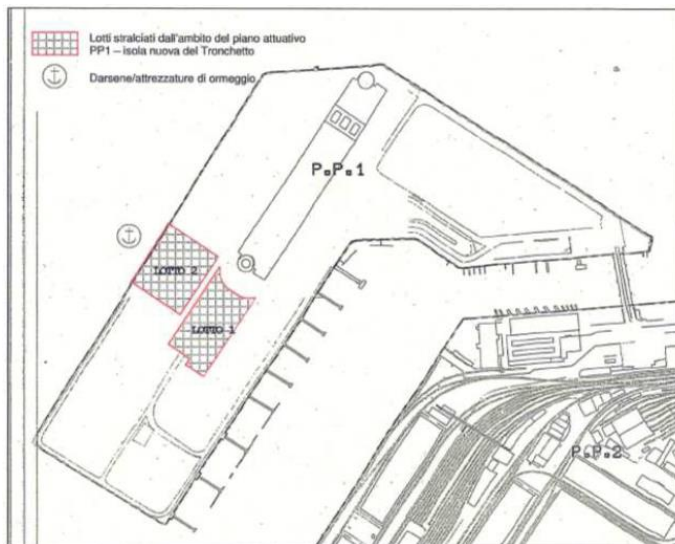 Lotti stralciati dall'ambito del piano attuativo
PP1 – isola nuova del Tronchetto
Darsene/attrezzature di ormeggio
P.P.1
LOTTO 2
LOTTO 1
P.P.2